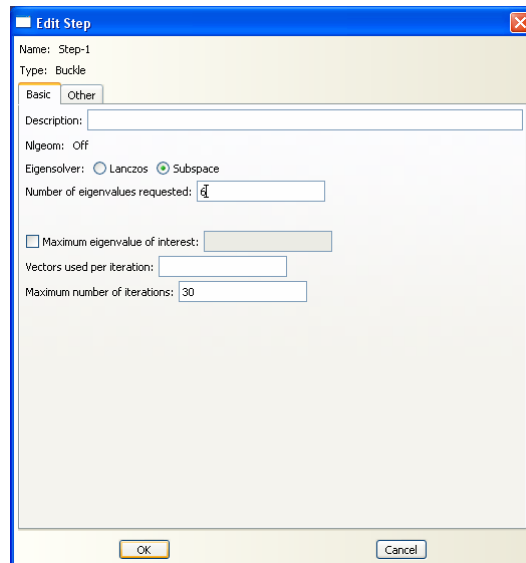 Edit Step
Name: Step-1
Type: Buckle
Basic Other
Description:
Nlgeom: Off
Eigensolver: Lanczos Subspace
Number of eigenvalues requested: 6
Maximum eigenvalue of interest:
Vectors used per iteration:
Maximum number of iterations: 30
OK Cancel